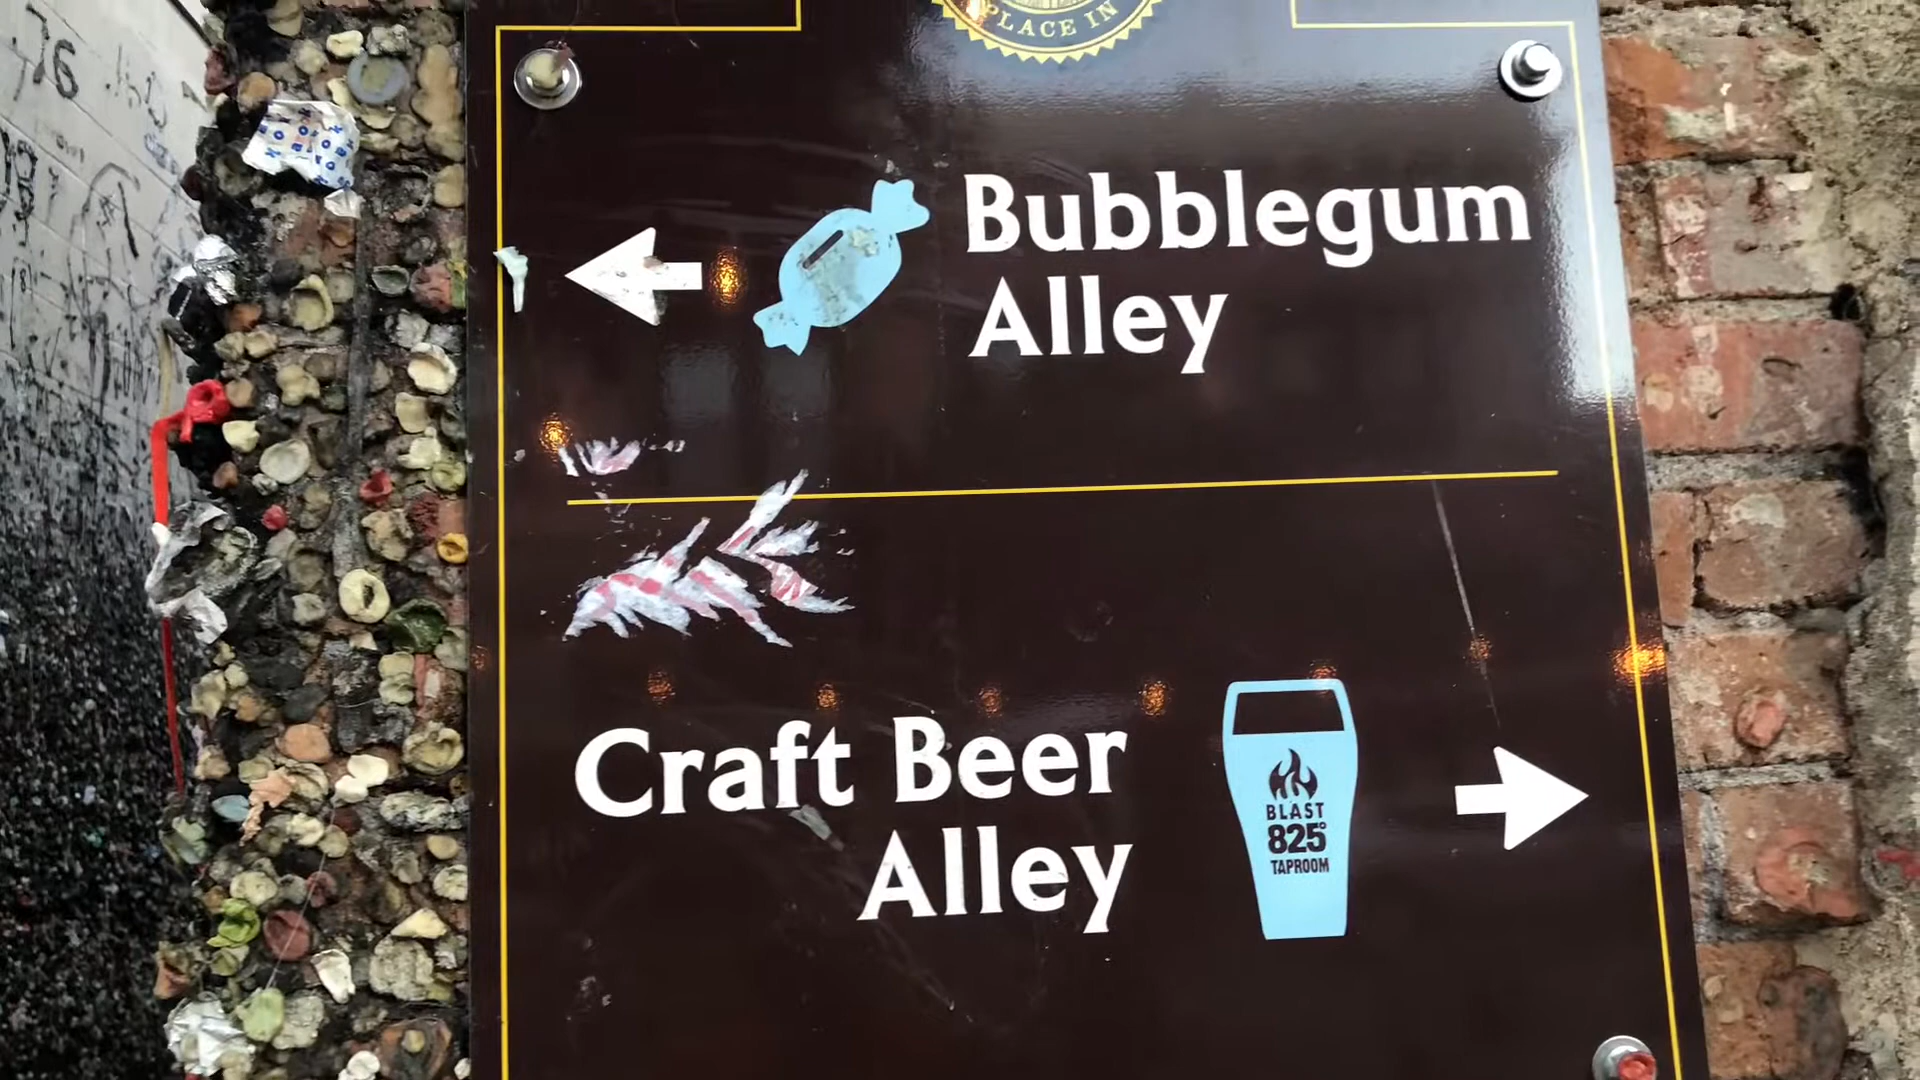 PLACE IN
Bubblegum
Alley
Craft Beer
Alley
BLAST
825°
TAPROOM